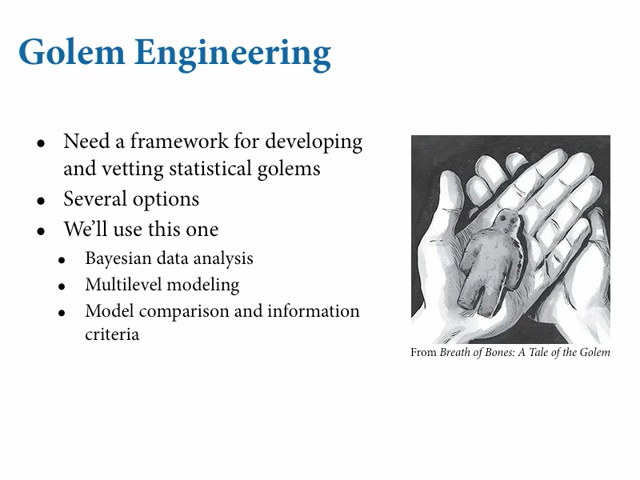 Golem Engineering
• Need a framework for developing
and vetting statistical golems
• Several options
• We’ll use this one
• Bayesian data analysis
• Multilevel modeling
• Model comparison and information
criteria
From Breath of Bones: A Tale of the Golem